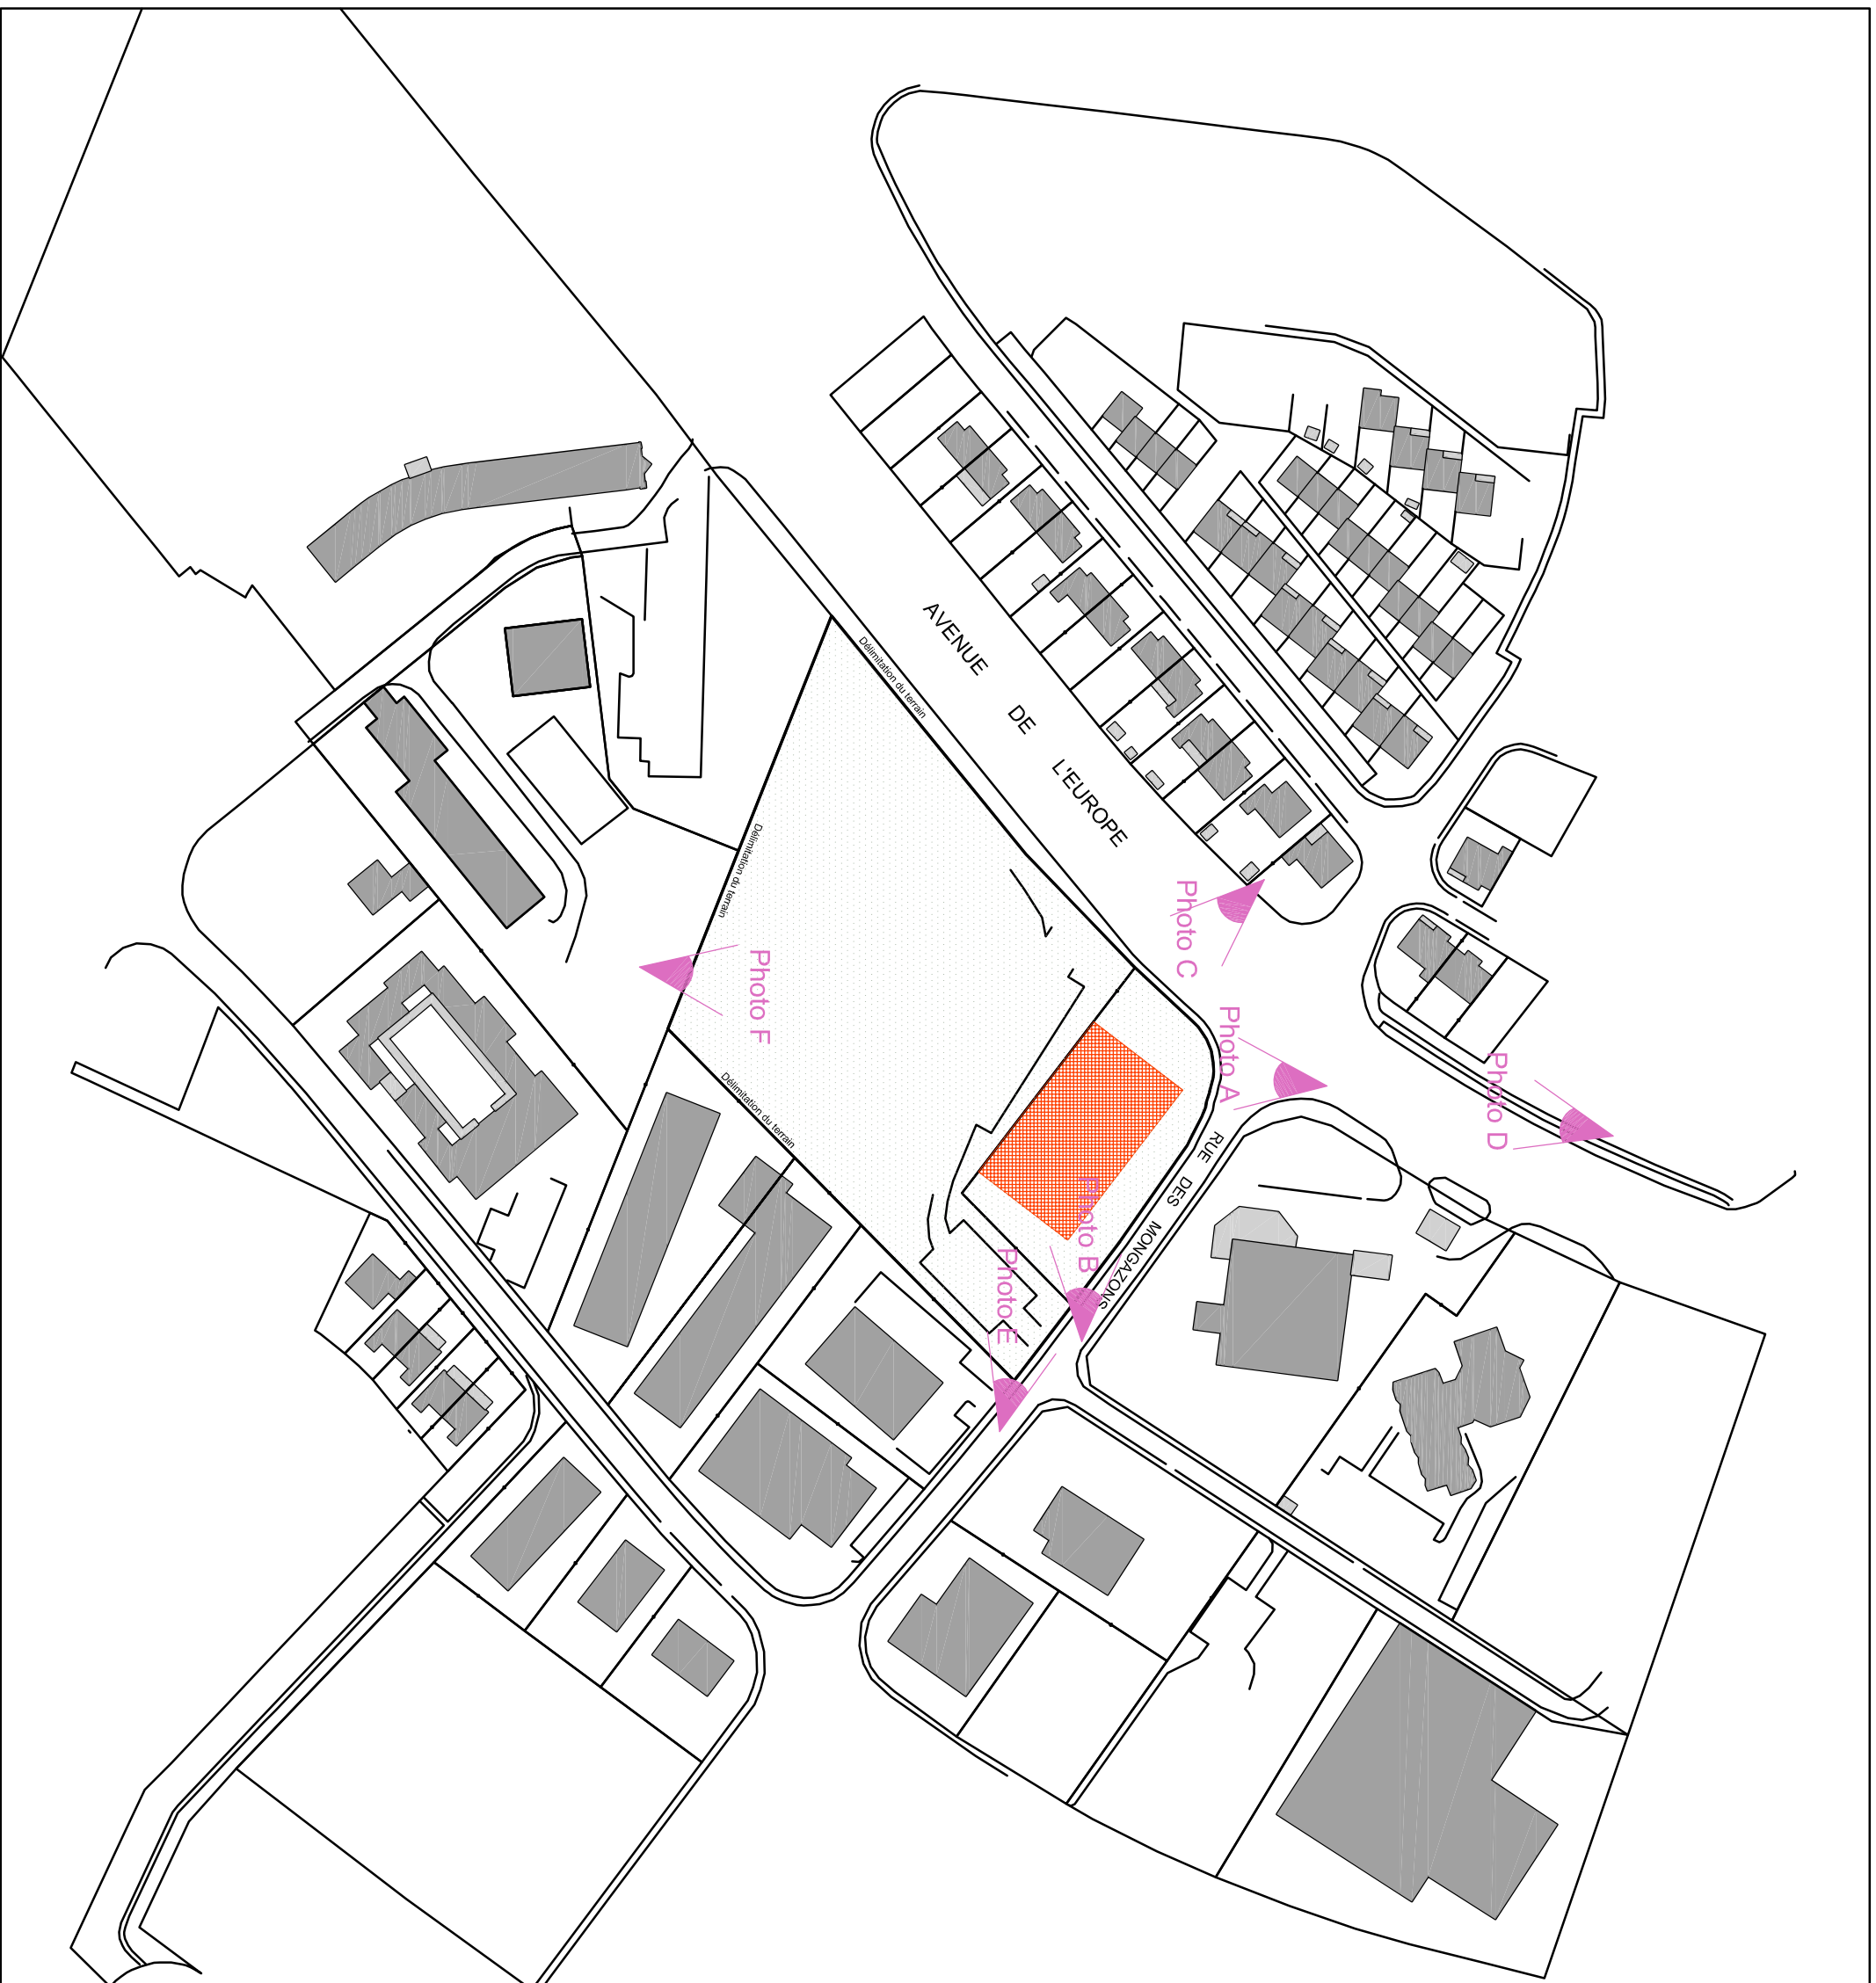 AVENUE DE L'EUROPE
Délimitation du terrain
Délimitation du terrain
Délimitation du terrain
Photo C
Photo A
Photo F
Photo D
RUE DES MONGAZONS
Photo B
Photo E